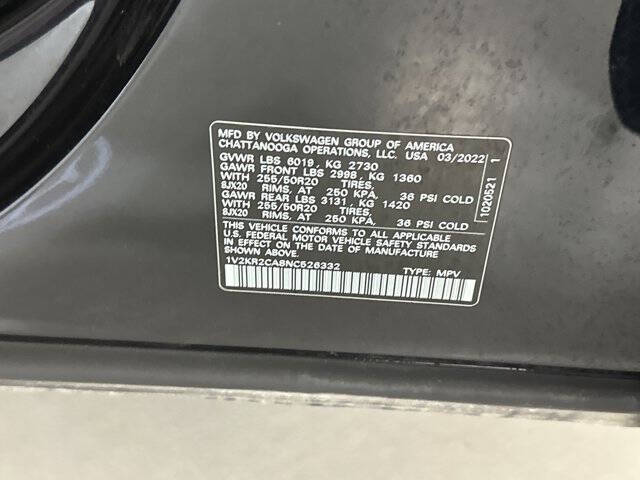 MFD BY VOLKSWAGEN GROUP OF AMERICA
CHATTANOOGA OPERATIONS, LLC. USA 03/2022
GVWR LBS 6019, KG 2730
GAWR FRONT LBS 2998, KG 1360
WITH 255/50R20 TIRES,
8JX20 RIMS, AT 250 KPA, 36 PSI COLD
GAWR REAR LBS 3131, KG 1420
WITH 255/50R20 TIRES,
8JX20 RIMS, AT 250 KPA, 36 PSI COLD
THIS VEHICLE CONFORMS TO ALL APPLICABLE
U.S. FEDERAL MOTOR VEHICLE SAFETY STANDARDS
IN EFFECT ON THE DATE OF MANUFACTURE
SHOWN ABOVE.
1V2KR2CA8NC526332 TYPE: MPV
1020521 1